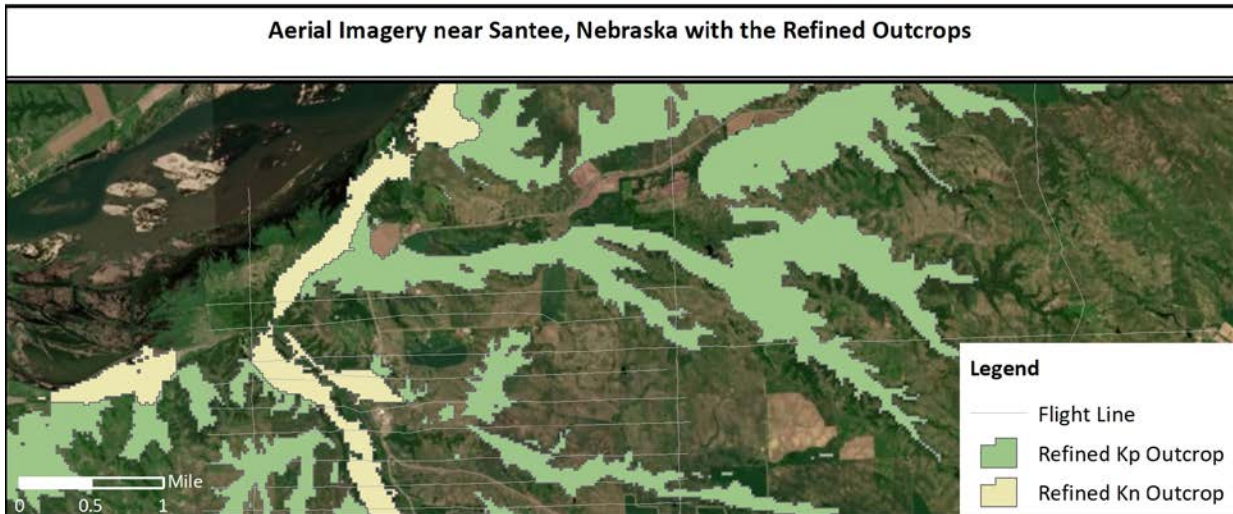 Aerial Imagery near Santee, Nebraska with the Refined Outcrops
Legend
Flight Line
Refined Kp Outcrop
Refined Kn Outcrop
Mile
0 0.5 1